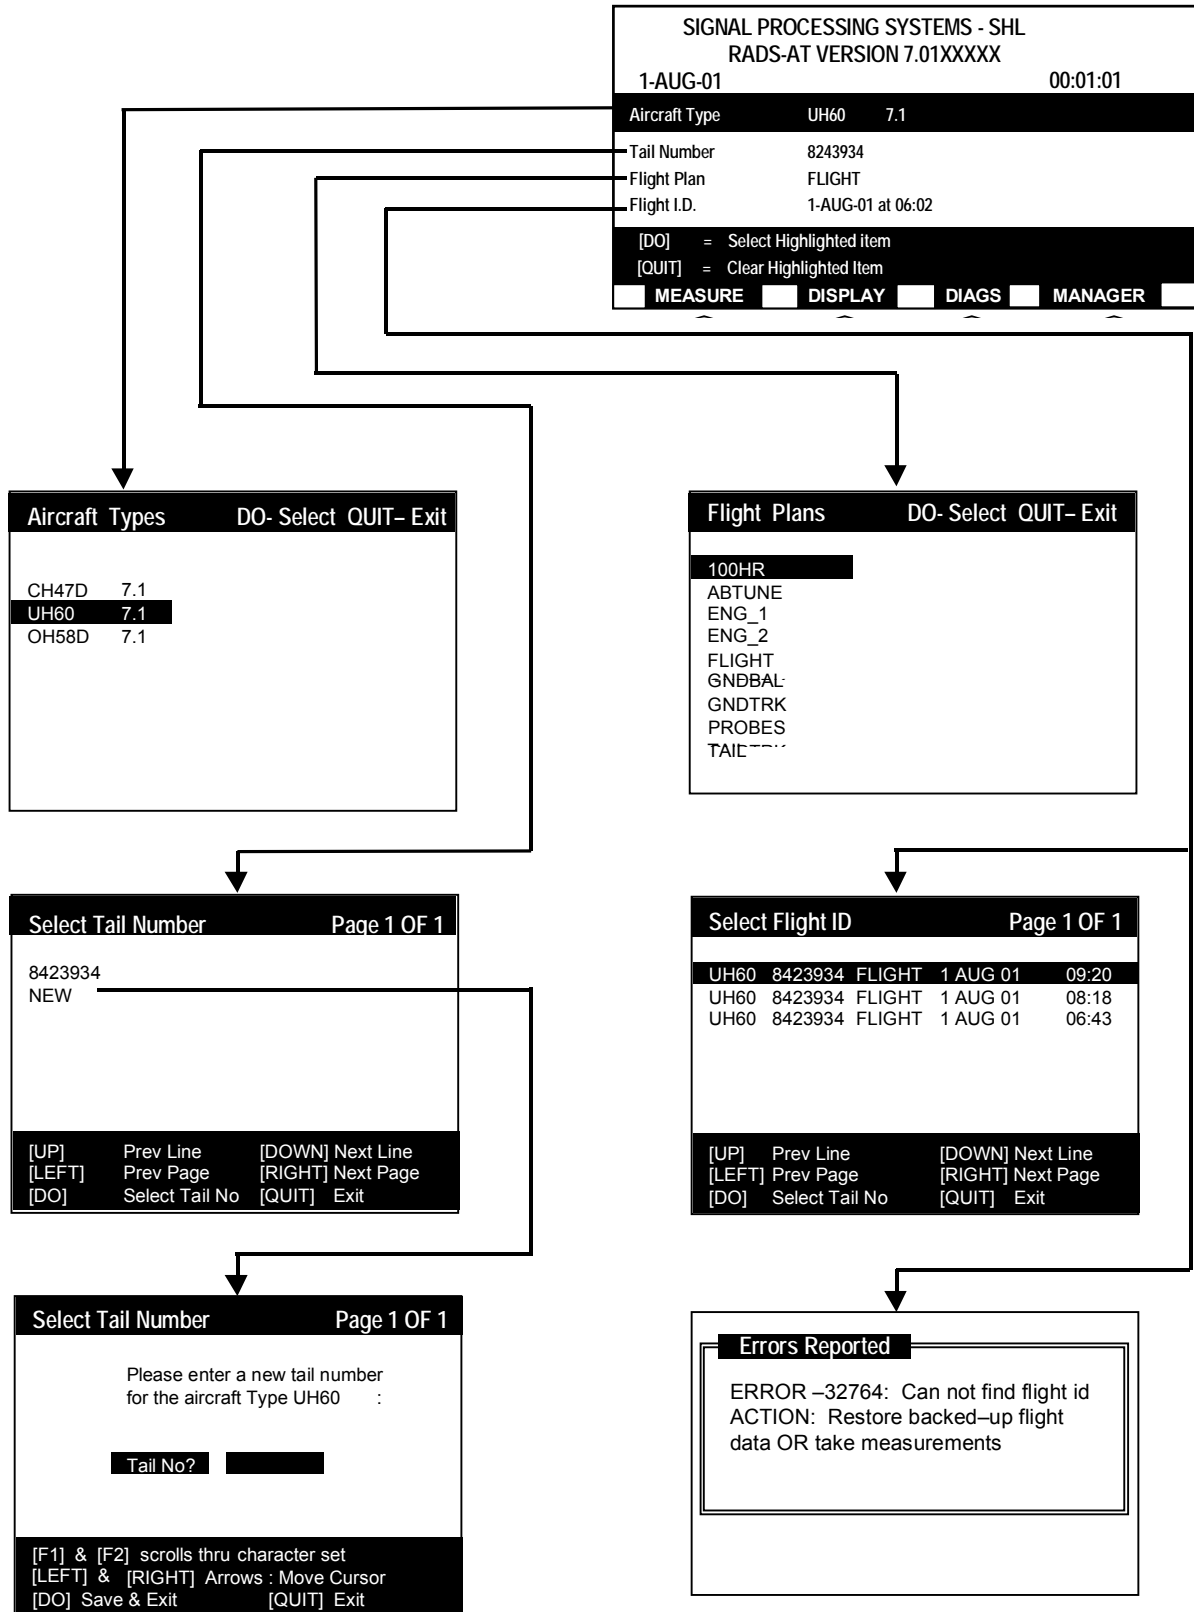 SIGNAL PROCESSING SYSTEMS - SHL
RADS-AT VERSION 7.01XXXXX
1-AUG-01 00:01:01
Aircraft Type UH60 7.1
Tail Number 8243934
Flight Plan FLIGHT
Flight I.D. 1-AUG-01 at 06:02
[DO] = Select Highlighted item
[QUIT] = Clear Highlighted Item
MEASURE DISPLAY DIAGS MANAGER
Aircraft Types DO- Select QUIT– Exit
CH47D 7.1
UH60 7.1
OH58D 7.1
Flight Plans DO- Select QUIT– Exit
100HR
ABTUNE
ENG_1
ENG_2
FLIGHT
GNDBAL
GNDTRK
PROBES
TAIL
Select Tail Number Page 1 OF 1
8423934
NEW
[UP] Prev Line [DOWN] Next Line
[LEFT] Prev Page [RIGHT] Next Page
[DO] Select Tail No [QUIT] Exit
Select Flight ID Page 1 OF 1
UH60 8423934 FLIGHT 1 AUG 01 09:20
UH60 8423934 FLIGHT 1 AUG 01 08:18
UH60 8423934 FLIGHT 1 AUG 01 06:43
[UP] Prev Line [DOWN] Next Line
[LEFT] Prev Page [RIGHT] Next Page
[DO] Select Tail No [QUIT] Exit
Select Tail Number Page 1 OF 1
Please enter a new tail number
for the aircraft Type UH60 :
Tail No?
[F1] & [F2] scrolls thru character set
[LEFT] & [RIGHT] Arrows : Move Cursor
[DO] Save & Exit [QUIT] Exit
Errors Reported
ERROR –32764: Can not find flight id
ACTION: Restore backed–up flight
data OR take measurements